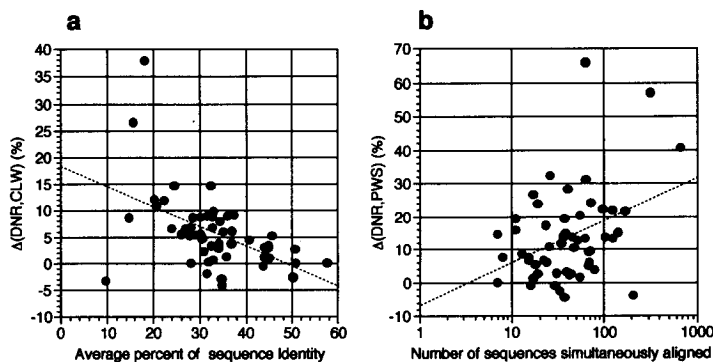 a
b
Δ(DNR,CLW) (%)
40
35
30
25
20
15
10
5
0
-5
-10
0 10 20 30 40 50 60
Average percent of sequence Identity
Δ(DNR,PWS) (%)
70
60
50
40
30
20
10
0
-10
1 10 100 1000
Number of sequences simultaneously aligned